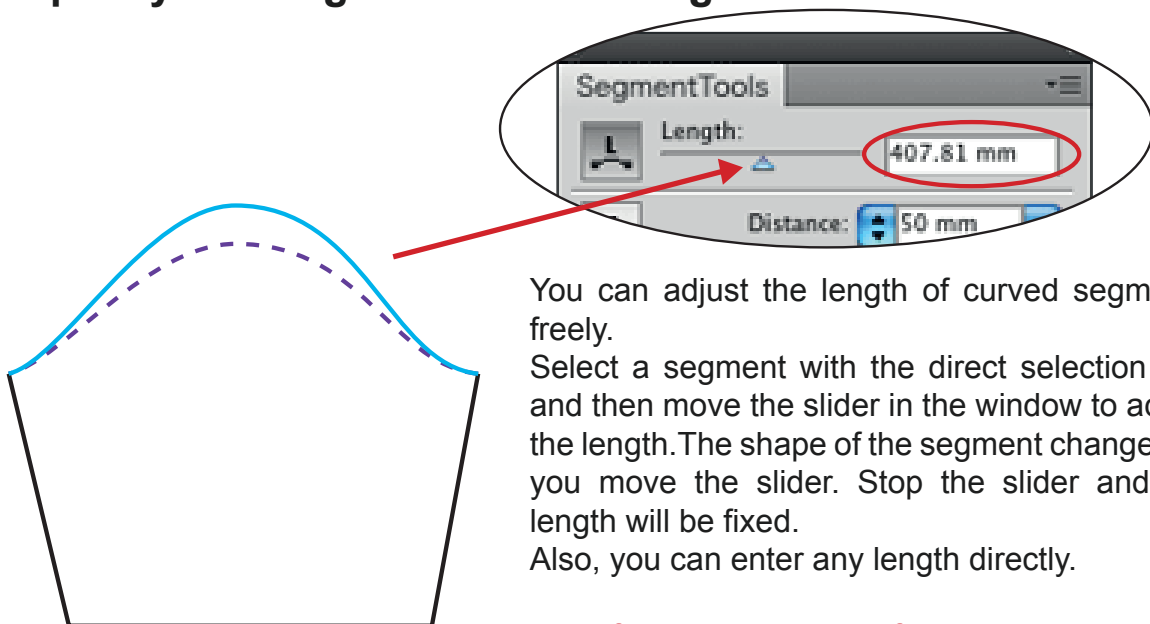 SegmentTools
Length:
407.81 mm
Distance: 50 mm
You can adjust the length of curved segm
freely.
Select a segment with the direct selection
and then move the slider in the window to ad
the length.The shape of the segment change
you move the slider. Stop the slider and
length will be fixed.
Also, you can enter any length directly.